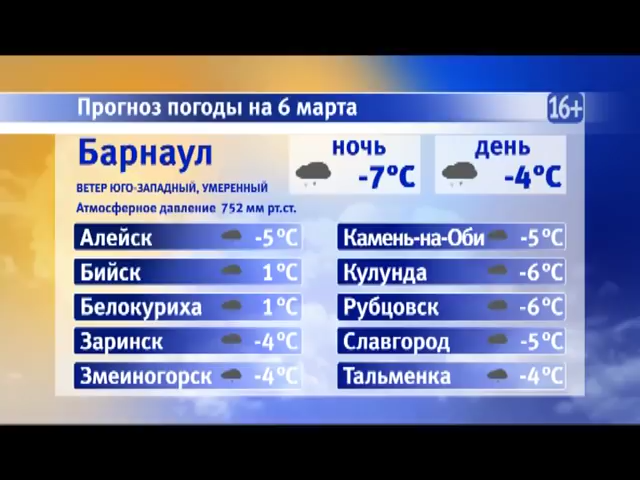 Прогноз погоды на 6 марта
16+
Барнаул
ночь
-7°C
день
-4°C
ВЕТЕР ЮГО-ЗАПАДНЫЙ, УМЕРЕННЫЙ
Атмосферное давление 752 мм рт.ст.
Алейск -5°C
Камень-на-Оби -5°C
Бийск 1°C
Кулунда -6°C
Белокуриха 1°C
Рубцовск -6°C
Заринск -4°C
Славгород -5°C
Змеиногорск -4°C
Тальменка -4°C